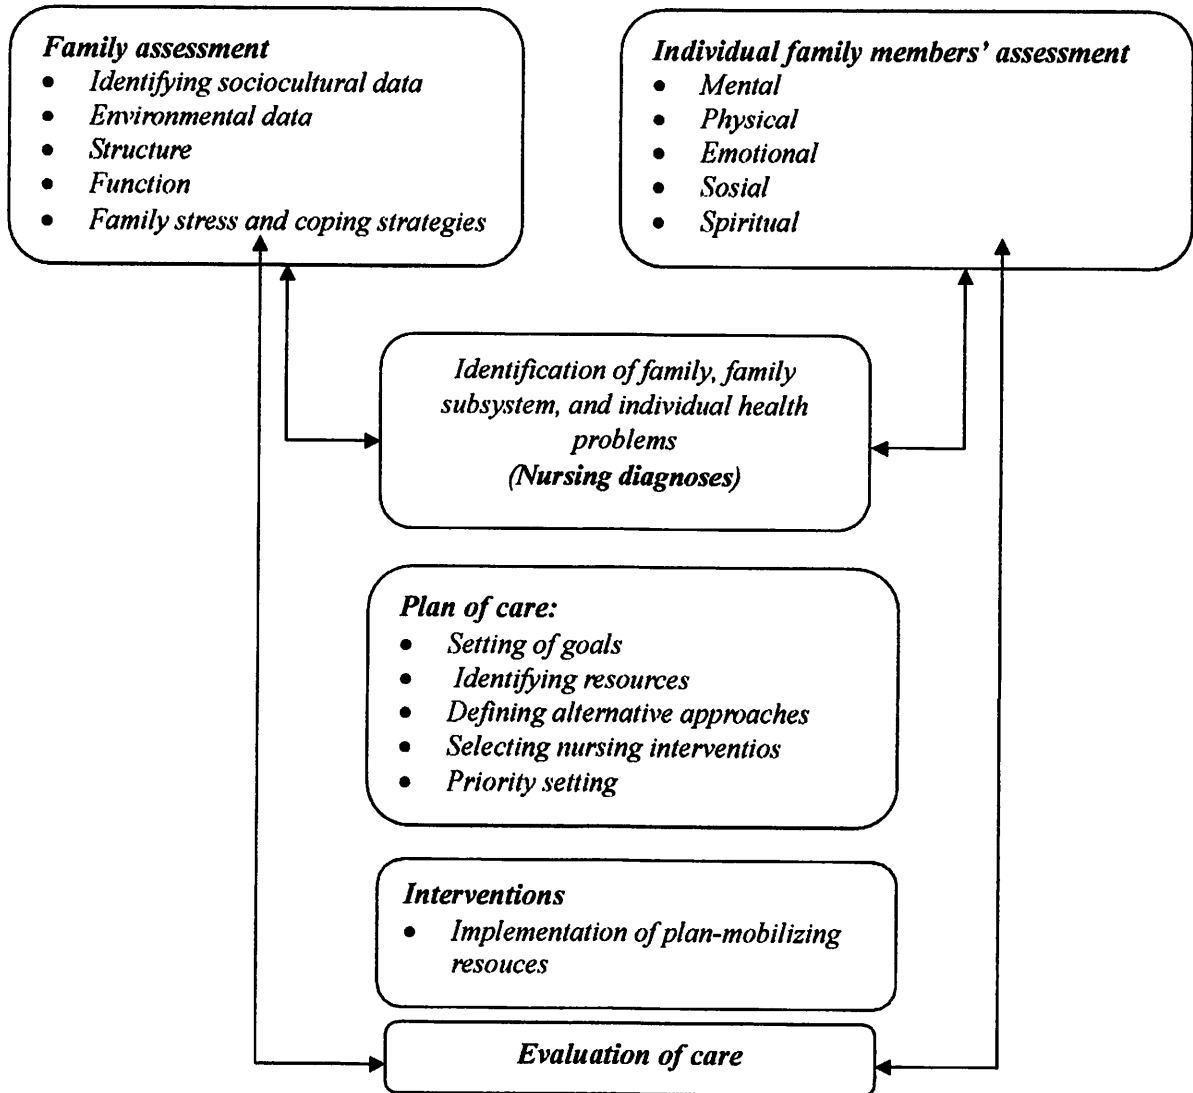 Family assessment
• Identifying sociocultural data
• Environmental data
• Structure
• Function
• Family stress and coping strategies
Individual family members’ assessment
• Mental
• Physical
• Emotional
• Sosial
• Spiritual
Identification of family, family
subsystem, and individual health
problems
(Nursing diagnoses)
Plan of care:
• Setting of goals
• Identifying resources
• Defining alternative approaches
• Selecting nursing interventios
• Priority setting
Interventions
• Implementation of plan-mobilizing
resouces
Evaluation of care